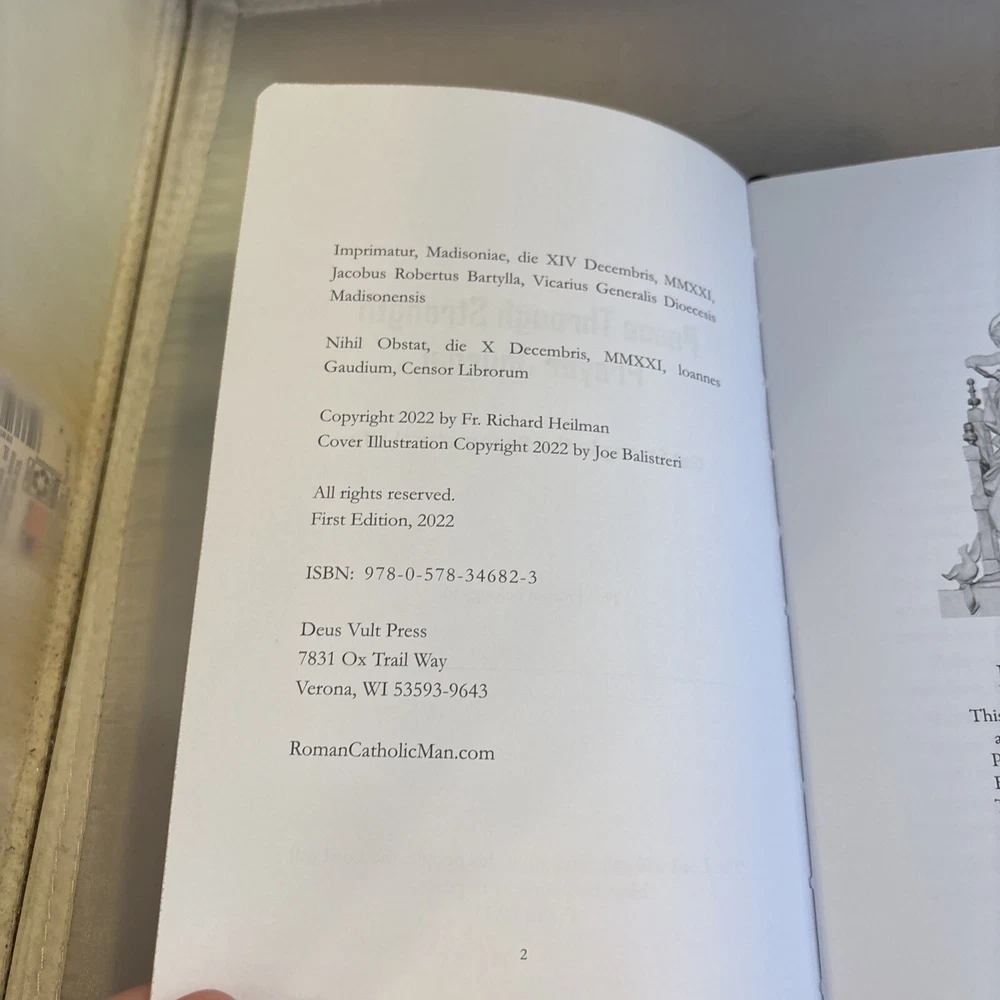 Imprimatur, Madisoniae, die XIV Decembris, MMXXI,
Jacobus Robertus Bartylla, Vicarius Generalis Dioecesis
Madisonensis
Nihil Obstat, die X Decembris, MMXXI, Ioannes
Gaudium, Censor Librorum
Copyright 2022 by Fr. Richard Heilman
Cover Illustration Copyright 2022 by Joe Balistreri
All rights reserved.
First Edition, 2022
ISBN: 978-0-578-34682-3
Deus Vult Press
7831 Ox Trail Way
Verona, WI 53593-9643
RomanCatholicMan.com
2